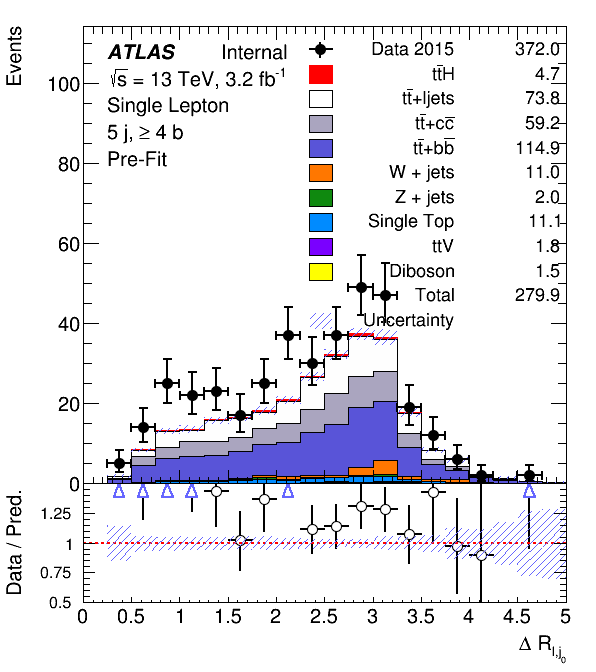 Events
ATLAS Internal
√s = 13 TeV, 3.2 fb⁻¹
Single Lepton
5 j, ≥ 4 b
Pre-Fit
Data 2015 372.0
tt̄H 4.7
tt̄+ljets 73.8
tt̄+cc̄ 59.2
tt̄+bb̄ 114.9
W + jets 11.0
Z + jets 2.0
Single Top 11.1
ttV 1.8
Diboson 1.5
Total 279.9
Uncertainty
100
80
60
40
20
0
Data / Pred.
1.25
1
0.75
0.5
0 0.5 1 1.5 2 2.5 3 3.5 4 4.5 5
Δ R_{l,j_0}